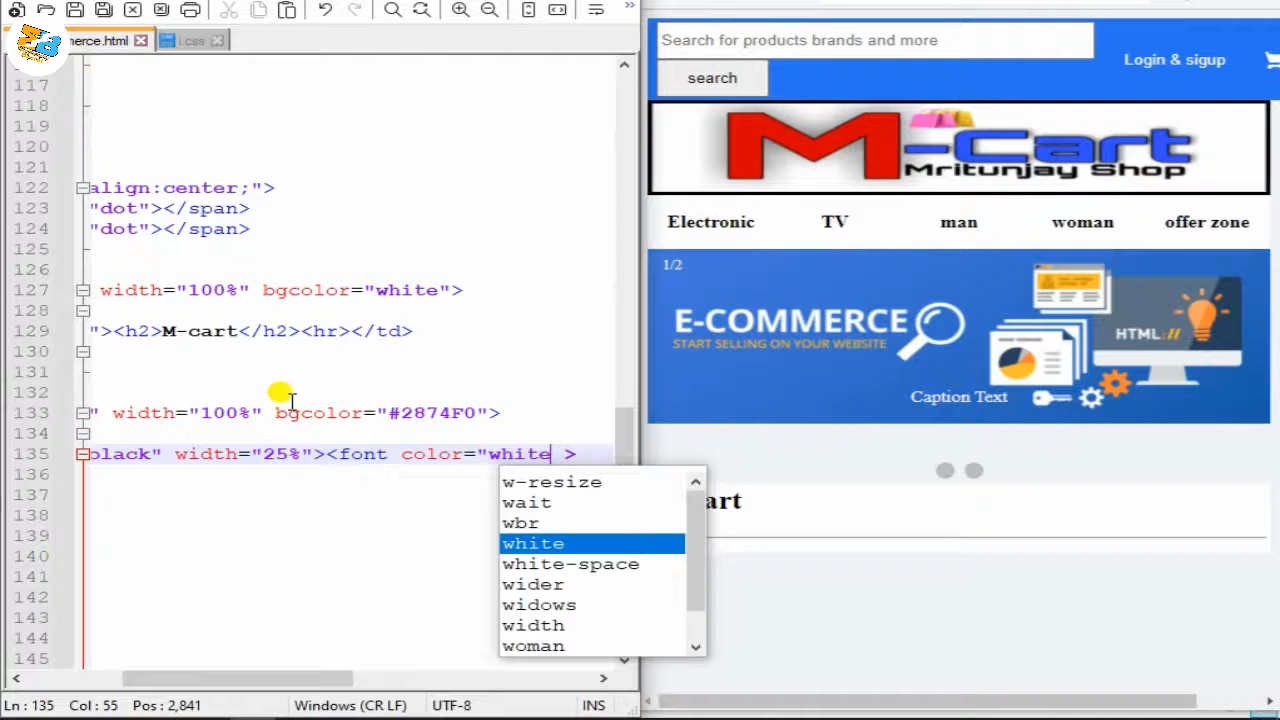 merce.html
i.css
117
118
119
120
121
122 align:center;">
123 "dot"></span>
124 "dot"></span>
125
126
127 width="100%" bgcolor="white">
128
129 "><h2>M-cart</h2><hr></td>
130
131
132
133 " width="100%" bgcolor="#2874F0">
134
135 black" width="25%"><font color="white >
136
137
138
139
140
141
142
143
144
145
w-resize
wait
wbr
white
white-space
wider
widows
width
woman
Ln : 135 Col : 55 Pos : 2,841 Windows (CR LF) UTF-8 INS
Search for products brands and more
search
Login & sigup
M-Cart
Mritunjay Shop
Electronic TV man woman offer zone
1/2
E-COMMERCE
START SELLING ON YOUR WEBSITE
HTML://
Caption Text
art